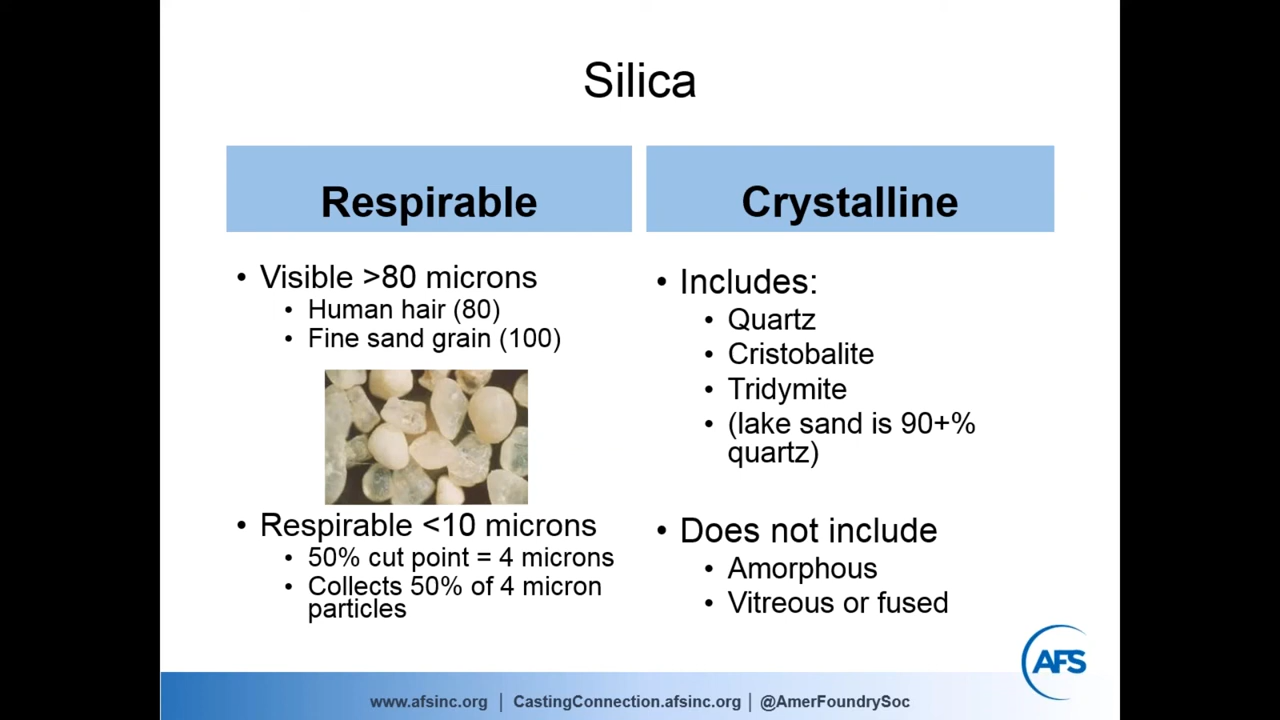 Silica
Respirable
• Visible >80 microns
• Human hair (80)
• Fine sand grain (100)
• Respirable <10 microns
• 50% cut point = 4 microns
• Collects 50% of 4 micron
particles
Crystalline
• Includes:
• Quartz
• Cristobalite
• Tridymite
• (lake sand is 90+%
quartz)
• Does not include
• Amorphous
• Vitreous or fused
AFS
www.afsinc.org | CastingConnection.afsinc.org | @AmerFoundrySoc